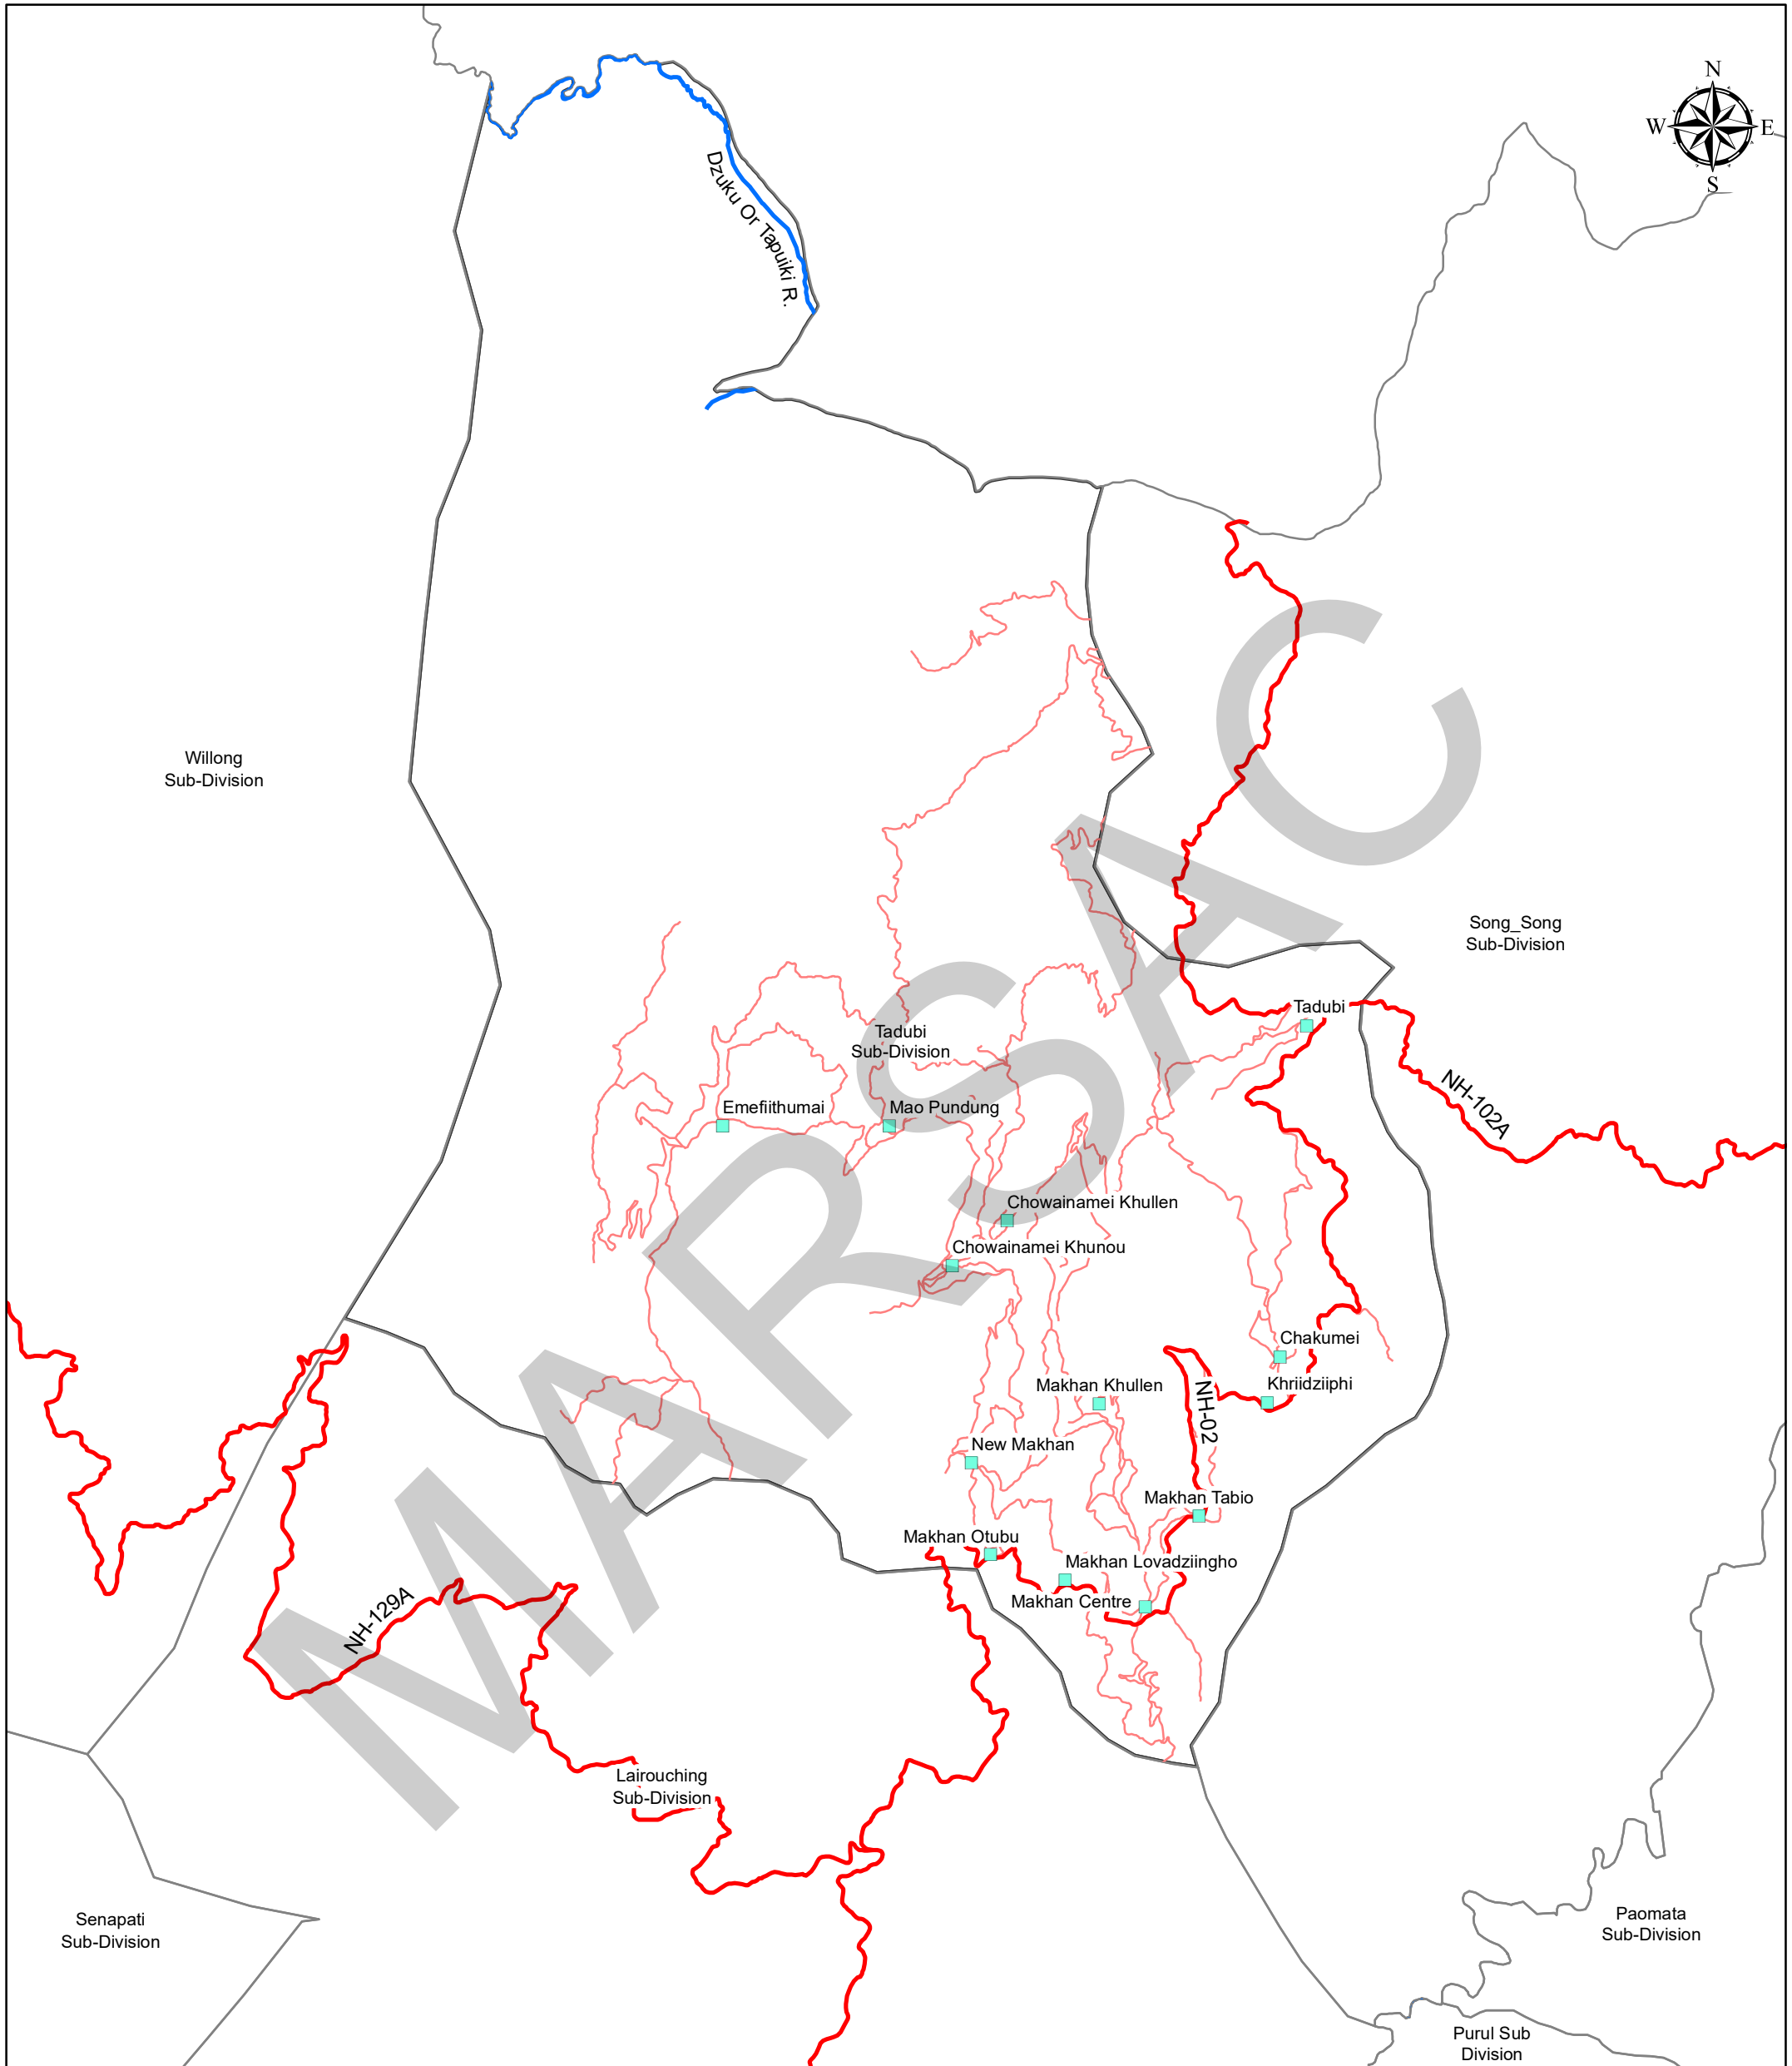 N
W
E
S
Dzuku Or Tapuiki R.
Willong
Sub-Division
Song_Song
Sub-Division
Tadubi
Tadubi
Sub-Division
NH-102A
Emefiithumai
Mao Pundung
Chowainamei Khullen
Chowainamei Khunou
Chakumei
Makhan Khullen
Khriidziiphi
NH-02
New Makhan
Makhan Tabio
Makhan Otubu
Makhan Lovadziingho
Makhan Centre
NH-129A
Lairouching
Sub-Division
Senapati
Sub-Division
Paomata
Sub-Division
Purul Sub
Division
MARSAC